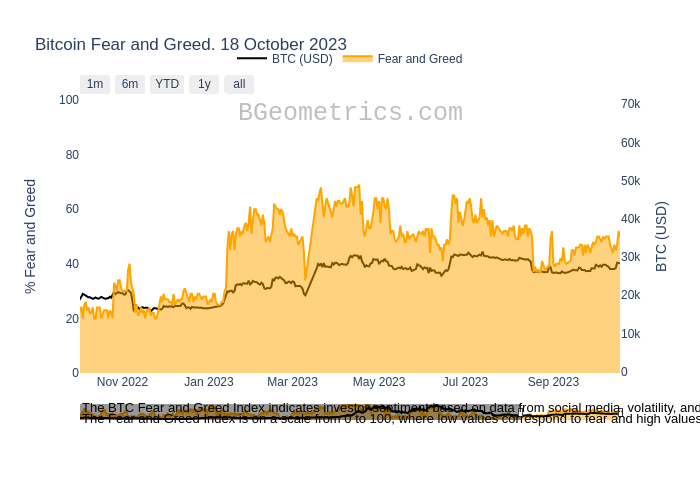 Bitcoin Fear and Greed. 18 October 2023
BTC (USD) Fear and Greed
1m 6m YTD 1y all
BGeometrics.com
100
80
60
40
20
0
% Fear and Greed
70k
60k
50k
40k
30k
20k
10k
0
BTC (USD)
Nov 2022 Jan 2023 Mar 2023 May 2023 Jul 2023 Sep 2023
The BTC Fear and Greed Index indicates investor sentiment based on data from social media, volatility, and
The Fear and Greed Index is on a scale from 0 to 100, where low values correspond to fear and high values